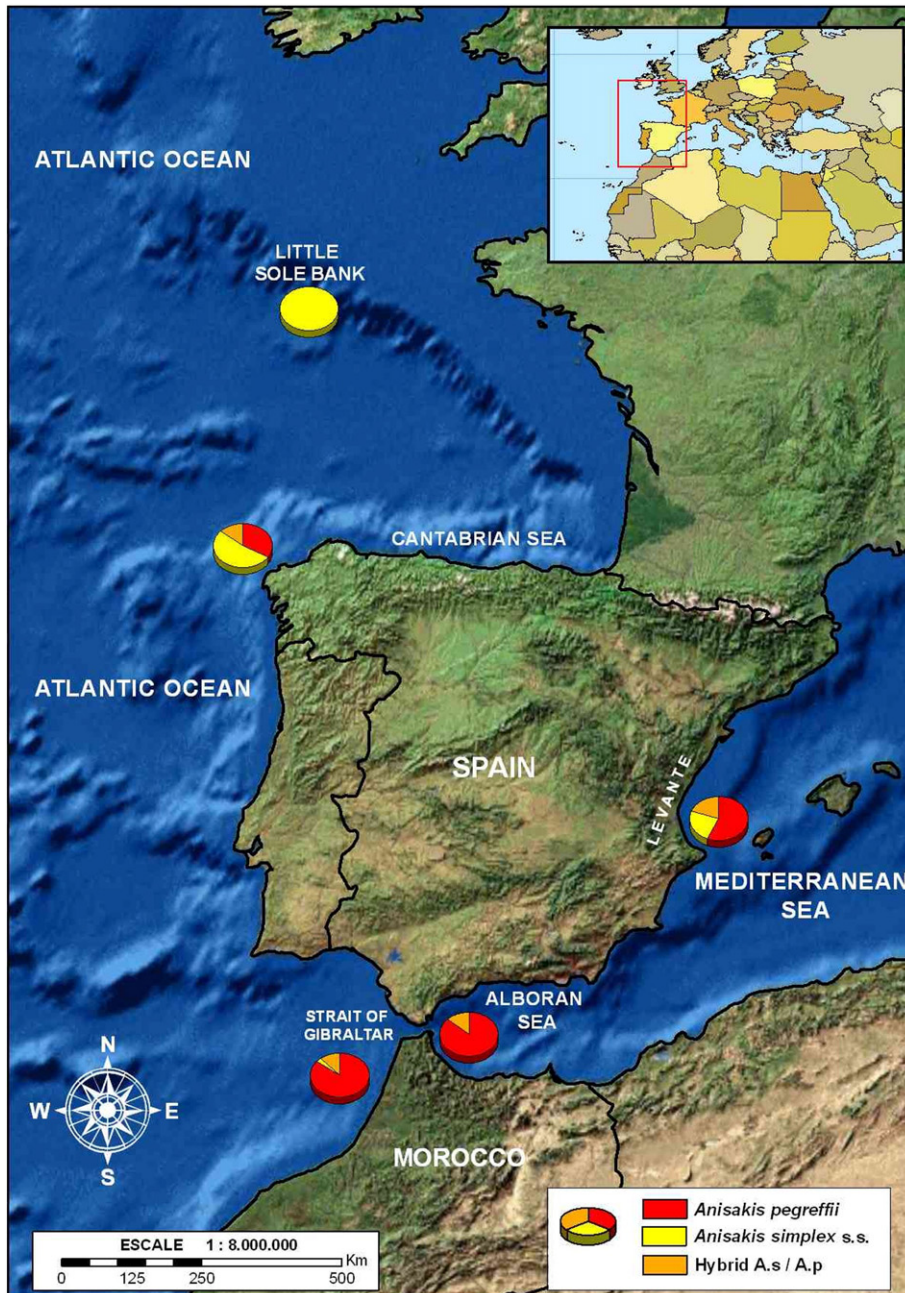 ATLANTIC OCEAN
LITTLE
SOLE BANK
CANTABRIAN SEA
ATLANTIC OCEAN
SPAIN
LEVANTE
MEDITERRANEAN
SEA
ALBORAN
SEA
STRAIT OF
GIBRALTAR
N
W E
S
MOROCCO
ESCALE 1 : 8.000.000
Km
0 125 250 500
Anisakis pegreffii
Anisakis simplex s.s.
Hybrid A.s / A.p